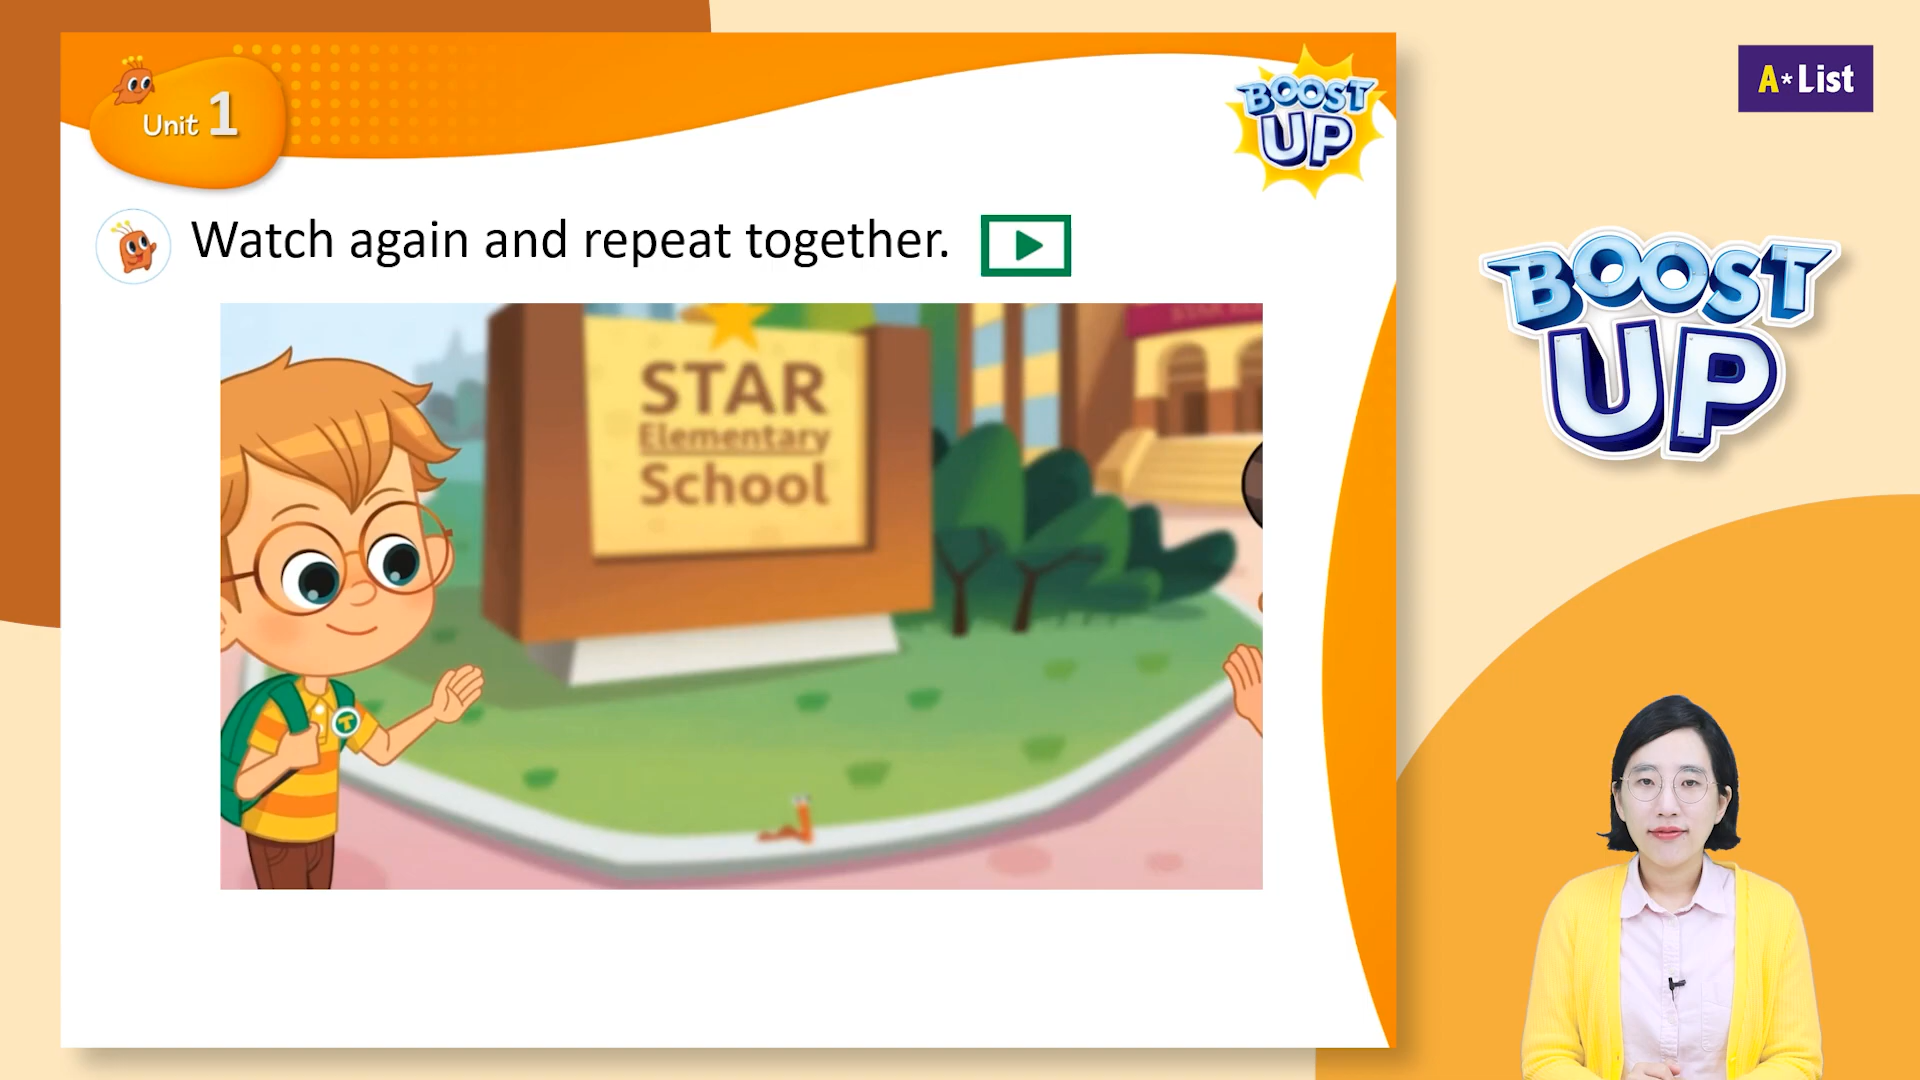 Unit 1
BOOST
UP
A*List
Watch again and repeat together.
STAR
Elementary
School
T
BOOST
UP